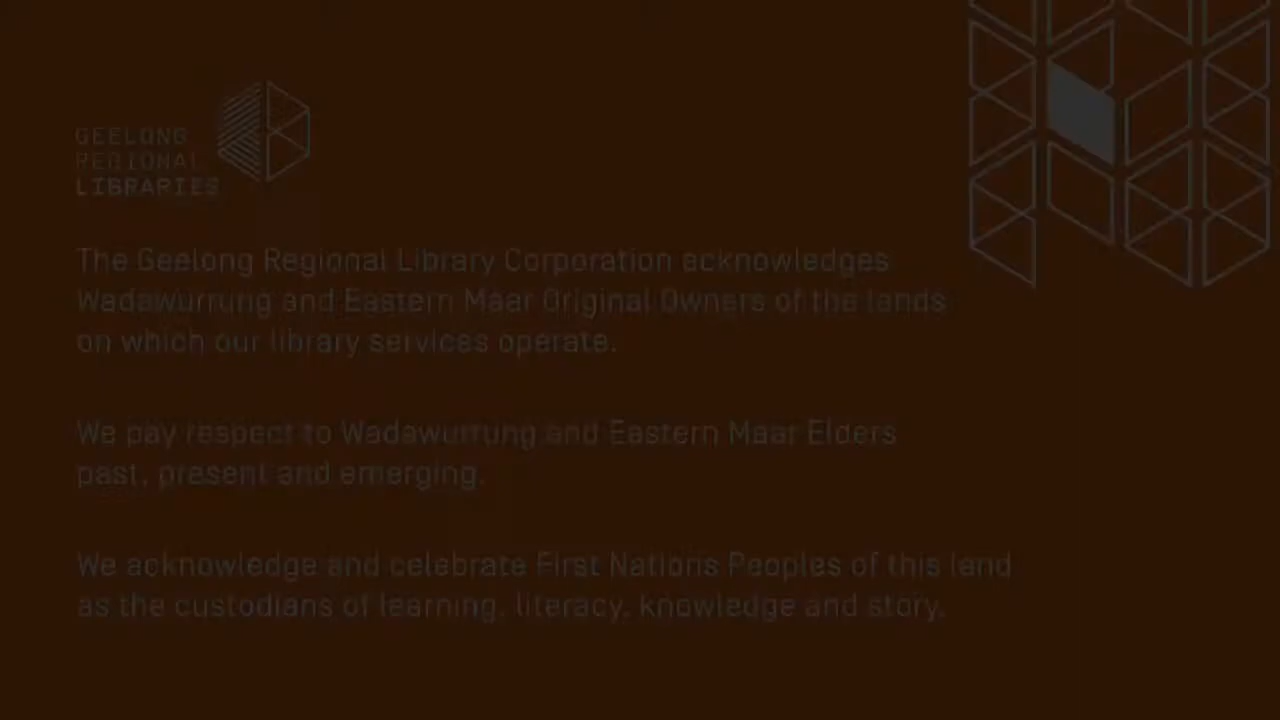 GEELONG
REGIONAL
LIBRARIES
The Geelong Regional Library Corporation acknowledges
Wadawurrung and Eastern Maar Original Owners of the lands
on which our library services operate.
We pay respect to Wadawurrung and Eastern Maar Elders
past, present and emerging.
We acknowledge and celebrate First Nations Peoples of this land
as the custodians of learning, literacy, knowledge and story.